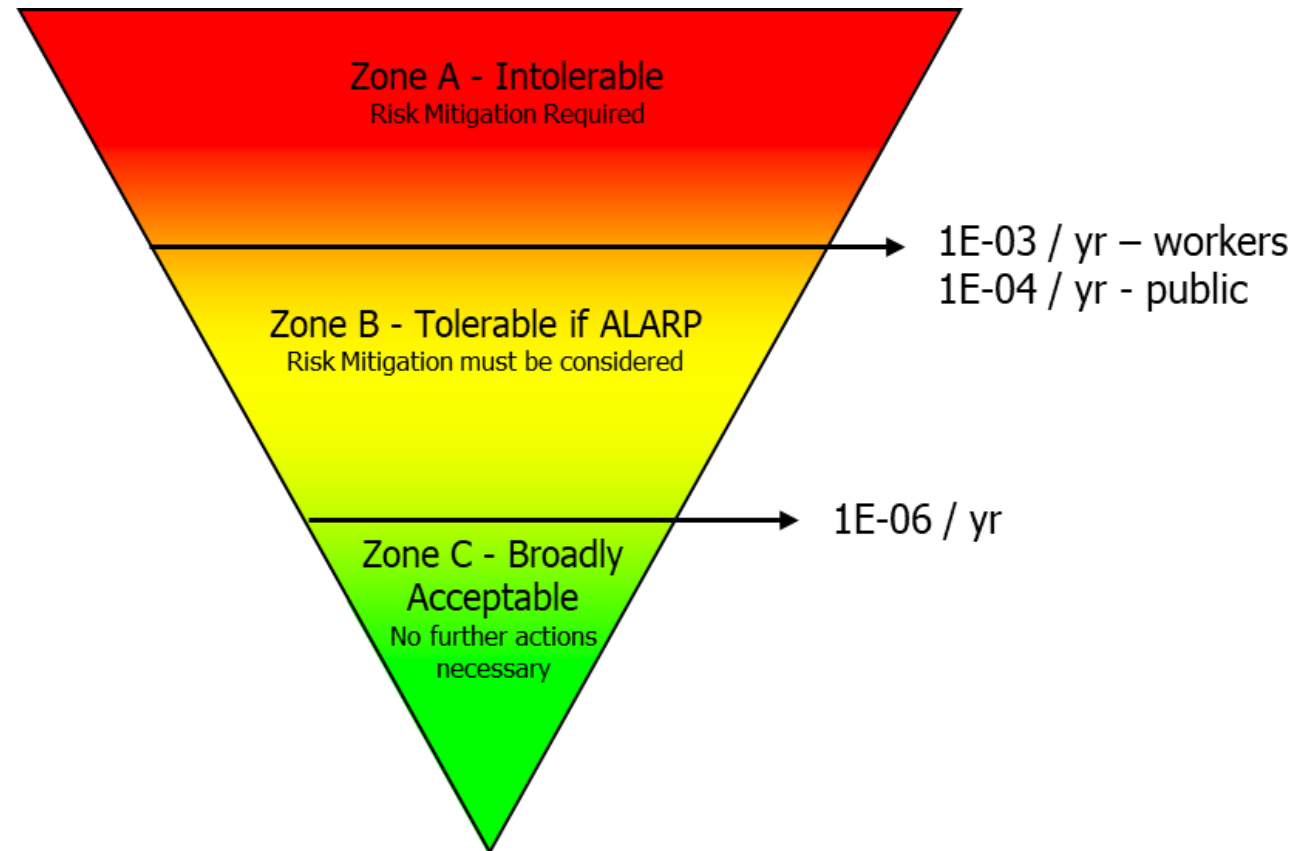 Zone A - Intolerable
Risk Mitigation Required
1E-03 / yr – workers
1E-04 / yr - public
Zone B - Tolerable if ALARP
Risk Mitigation must be considered
1E-06 / yr
Zone C - Broadly
Acceptable
No further actions
necessary